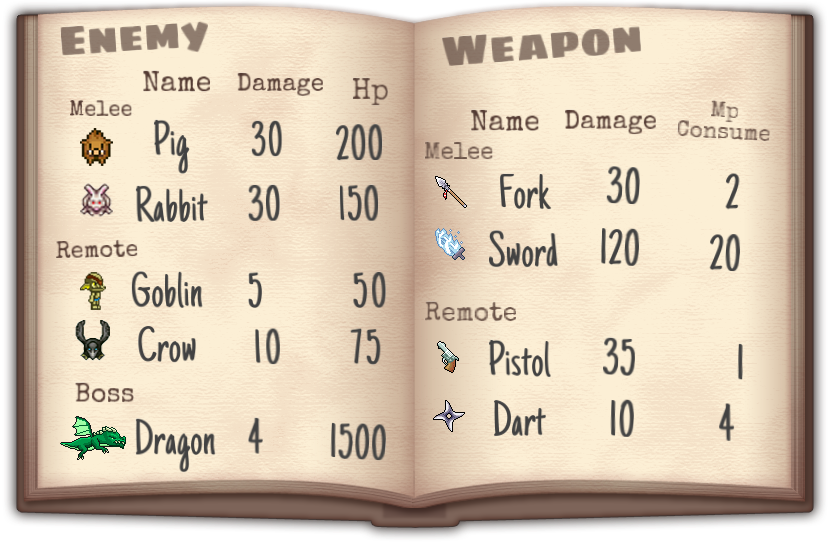 Enemy
Name Damage Hp
Melee
Pig 30 200
Rabbit 30 150
Remote
Goblin 5 50
Crow 10 75
Boss
Dragon 4 1500
Weapon
Name Damage Mp Consume
Melee
Fork 30 2
Sword 120 20
Remote
Pistol 35 1
Dart 10 4